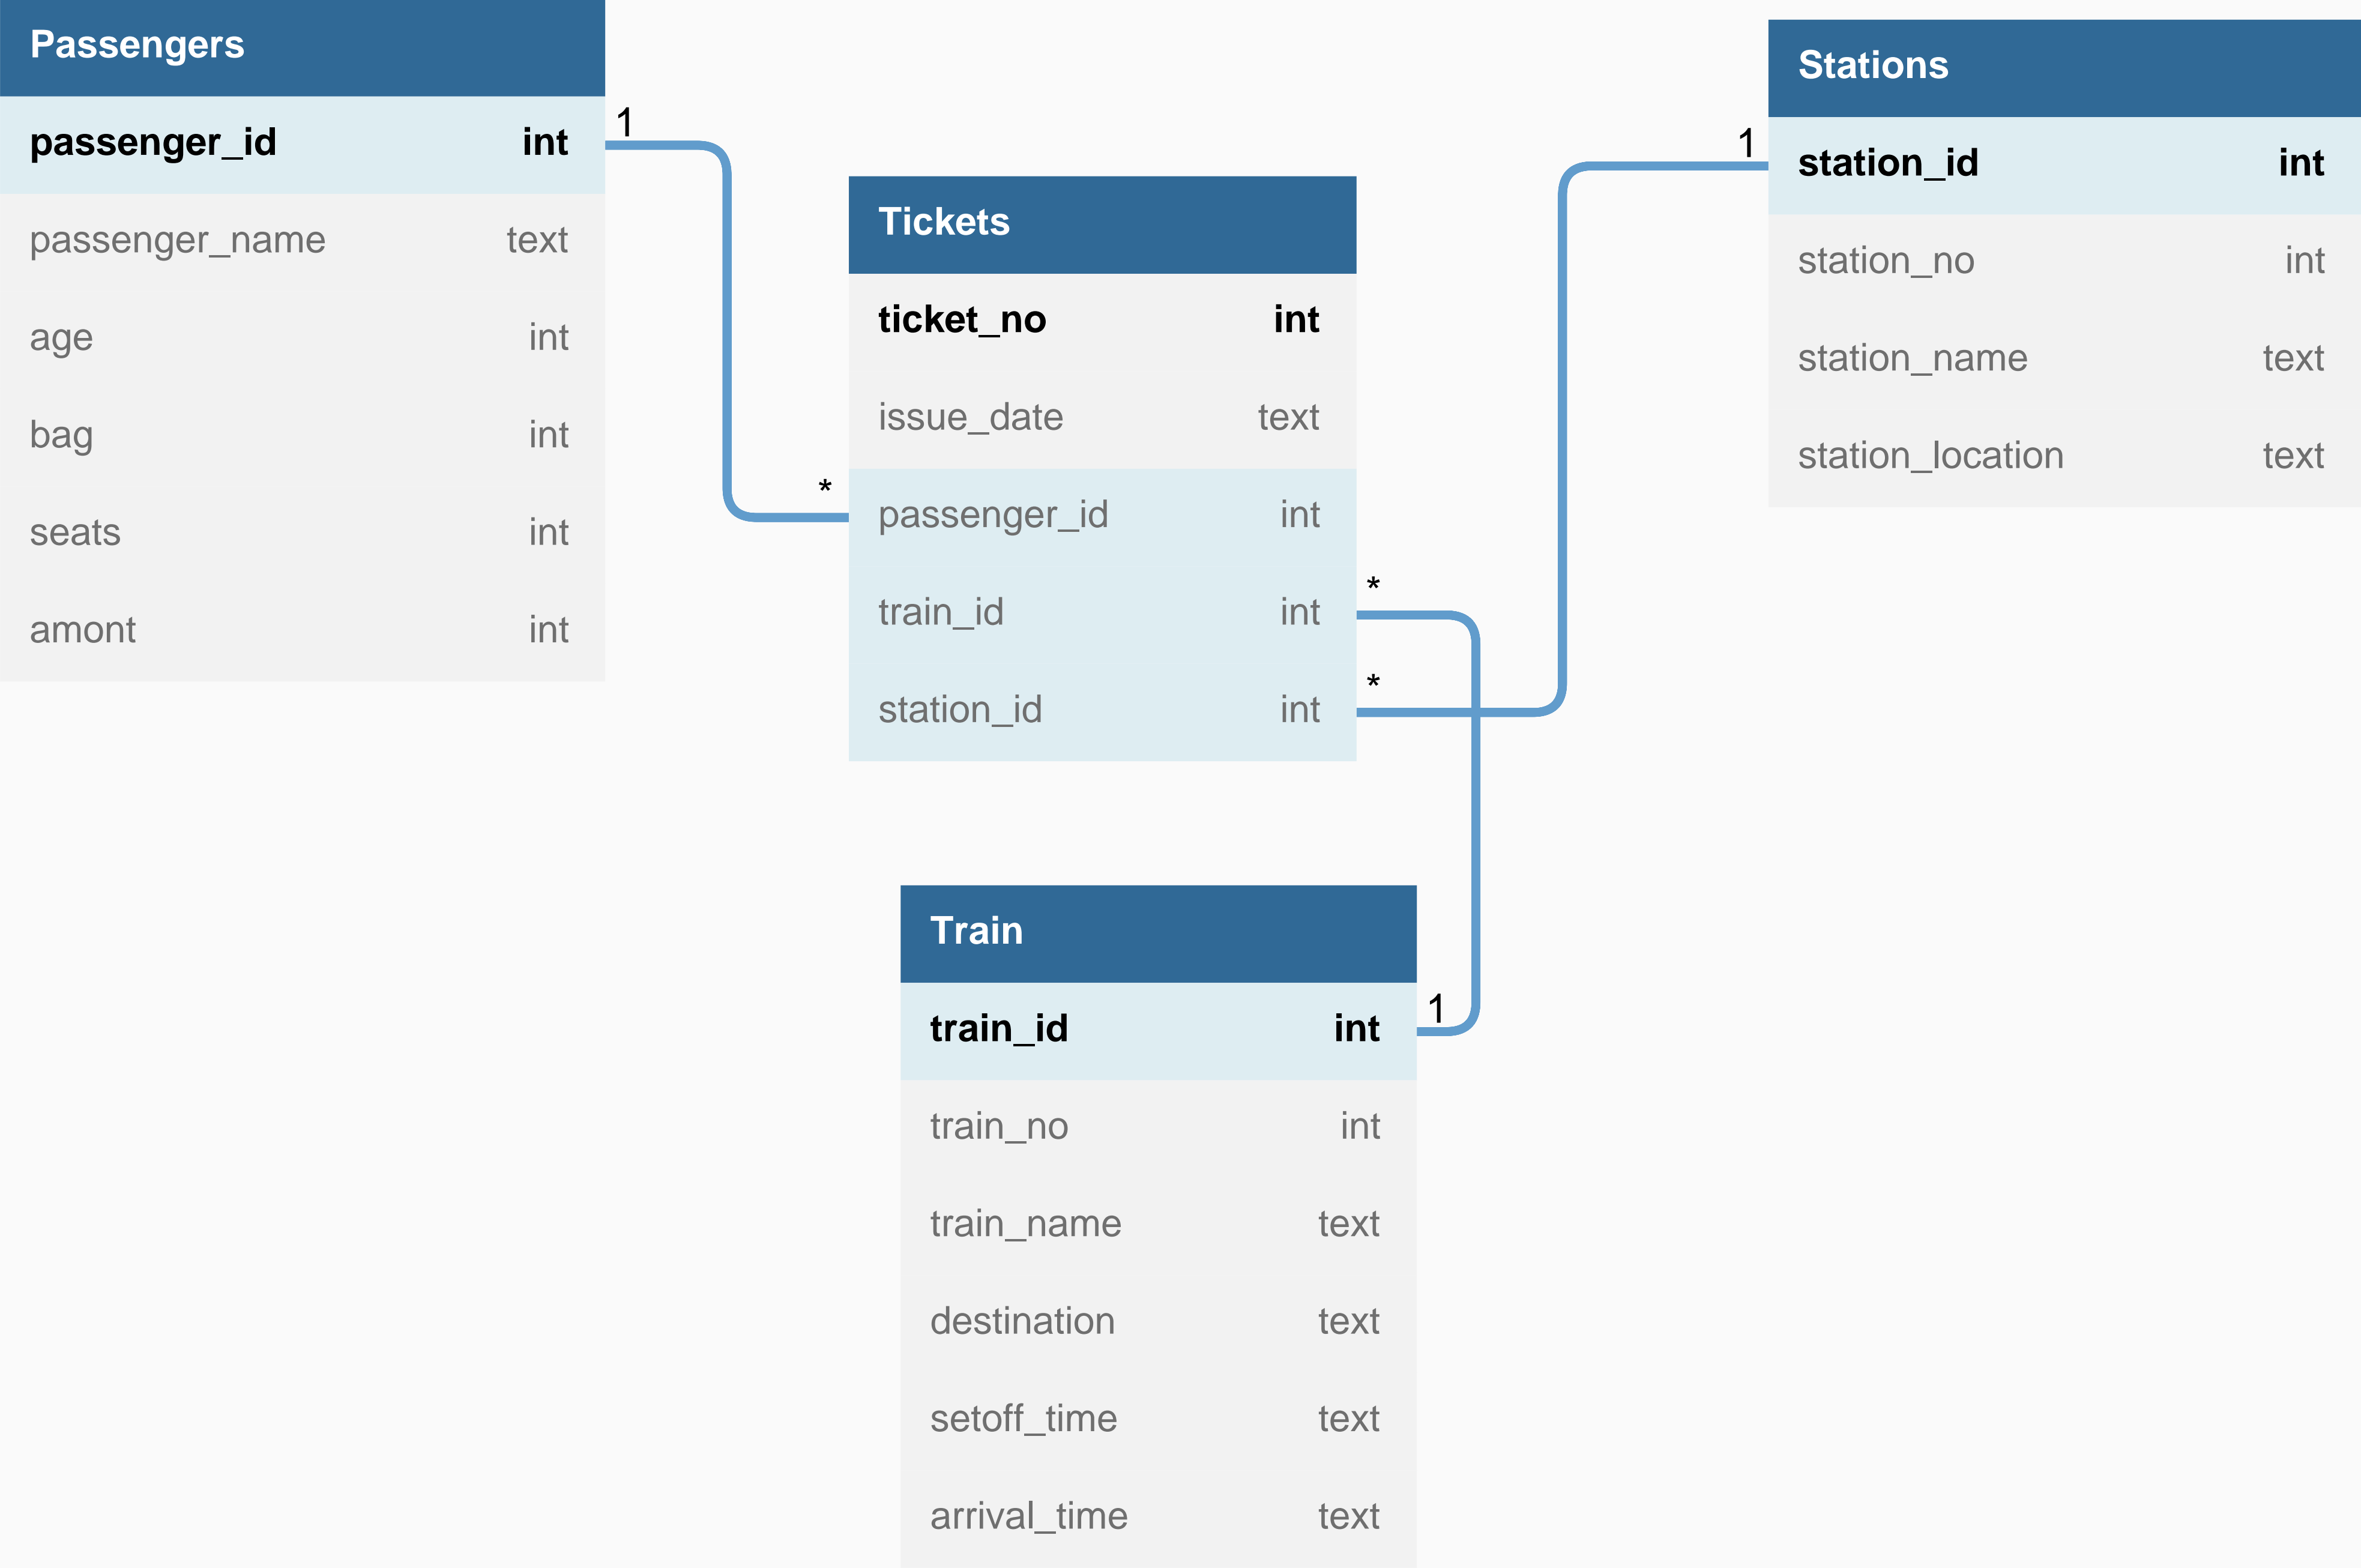 Passengers
passenger_id int
passenger_name text
age int
bag int
seats int
amont int
1
*
Tickets
ticket_no int
issue_date text
passenger_id int
train_id int
station_id int
*
*
1
Stations
station_id int
station_no int
station_name text
station_location text
Train
train_id int
1
train_no int
train_name text
destination text
setoff_time text
arrival_time text